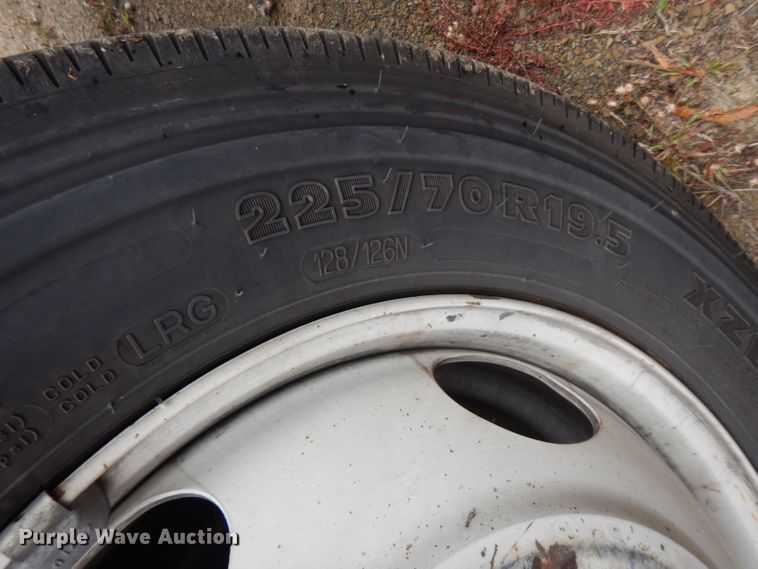 225/70R19.5
128/126N
LRG
COLD
COLD
Purple Wave Auction